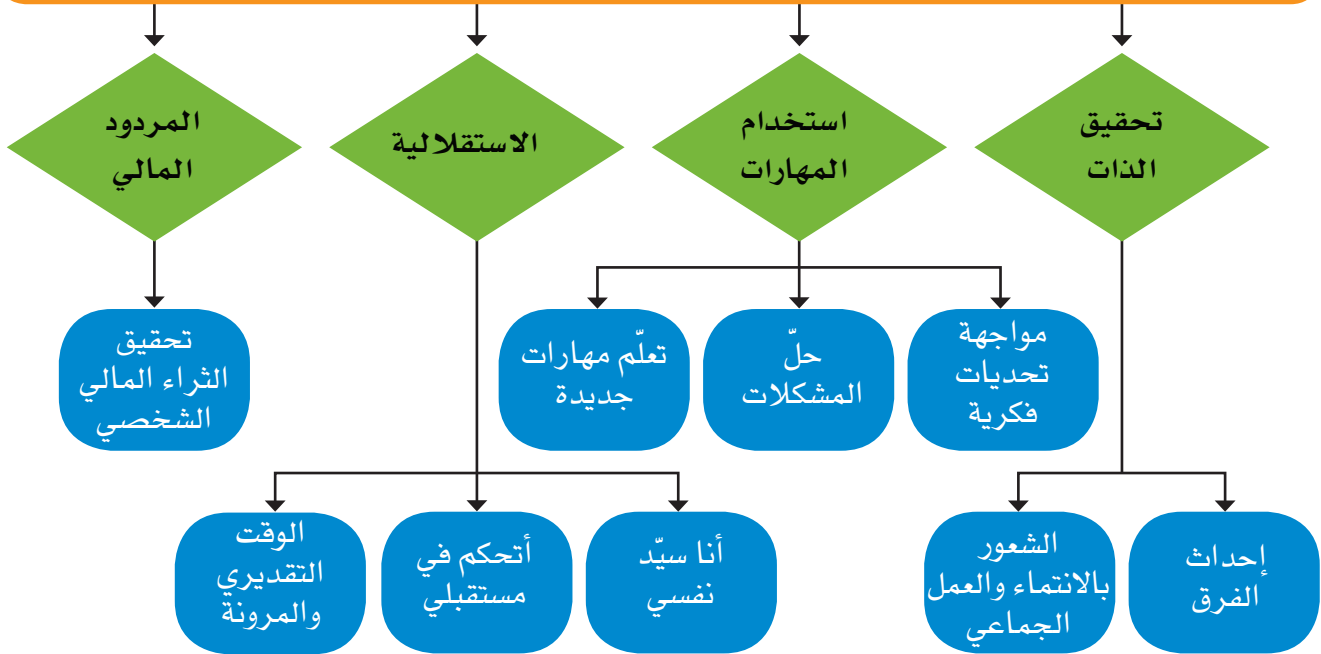 تحقيق
الذات
استخدام
المهارات
الاستقلالية
المردود
المالي
مواجهة
تحديات
فكرية
حلّ
المشكلات
تعلّم مهارات
جديدة
تحقيق
الثراء المالي
الشخصي
إحداث
الفرق
الشعور
بالانتماء والعمل
الجماعي
أنا سيّد
نفسي
أتحكم في
مستقبلي
الوقت
التقديري
والمرونة